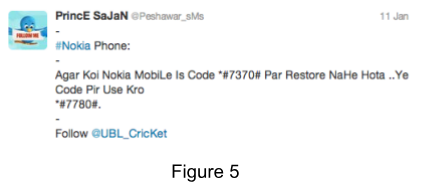 PrincE SaJaN @Peshawar_sMs 11 Jan
FOLLOW ME
-
#Nokia Phone:
-
Agar Koi Nokia MobiLe Is Code *#7370# Par Restore NaHe Hota ..Ye
Code Pir Use Kro
*#7780#.
-
Follow @UBL_CricKet
Figure 5